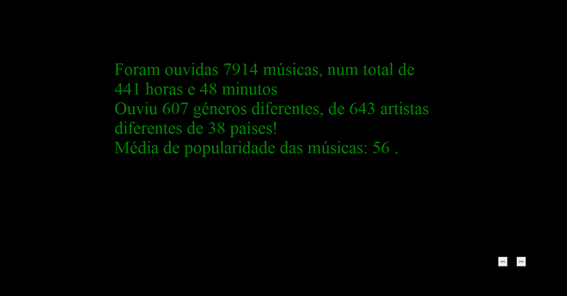 Foram ouvidas 7914 músicas, num total de
441 horas e 48 minutos
Ouviu 607 géneros diferentes, de 643 artistas
diferentes de 38 países!
Média de popularidade das músicas: 56 .
<< >>